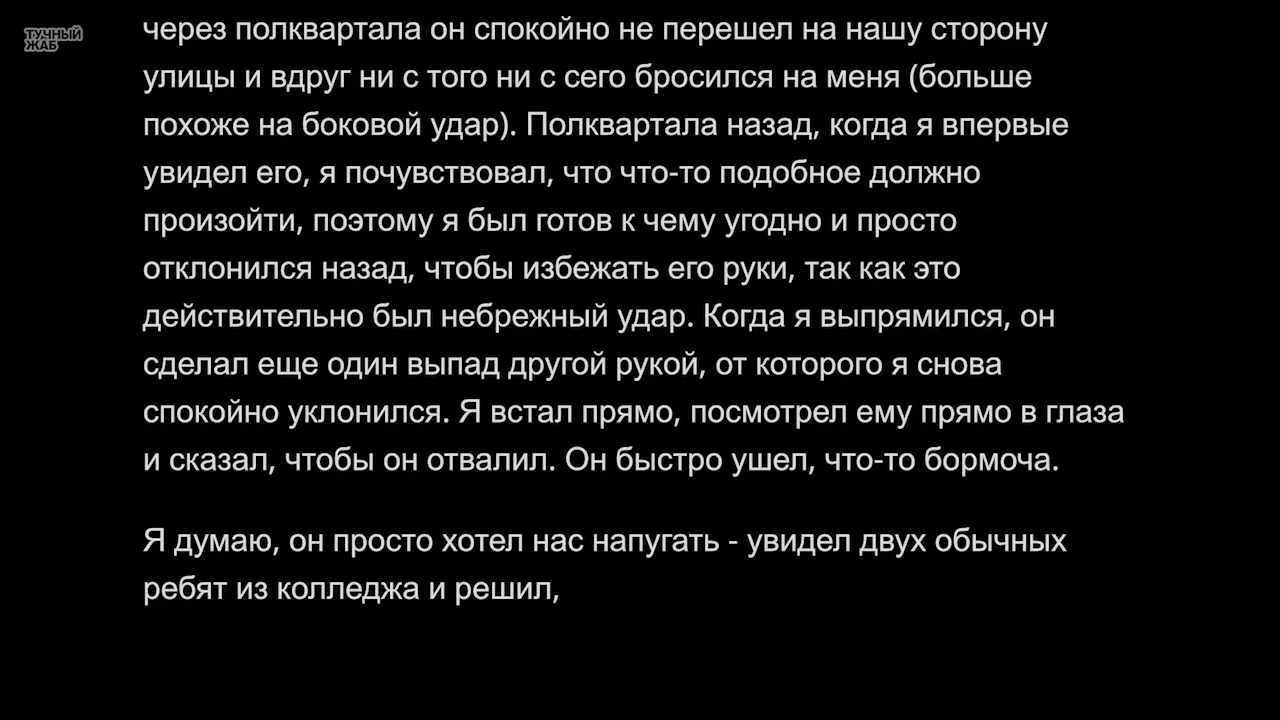 ТУЧНЫЙ
ЖАБ
через полквартала он спокойно не перешел на нашу сторону
улицы и вдруг ни с того ни с сего бросился на меня (больше
похоже на боковой удар). Полквартала назад, когда я впервые
увидел его, я почувствовал, что что-то подобное должно
произойти, поэтому я был готов к чему угодно и просто
отклонился назад, чтобы избежать его руки, так как это
действительно был небрежный удар. Когда я выпрямился, он
сделал еще один выпад другой рукой, от которого я снова
спокойно уклонился. Я встал прямо, посмотрел ему прямо в глаза
и сказал, чтобы он отвалил. Он быстро ушел, что-то бормоча.
Я думаю, он просто хотел нас напугать - увидел двух обычных
ребят из колледжа и решил,